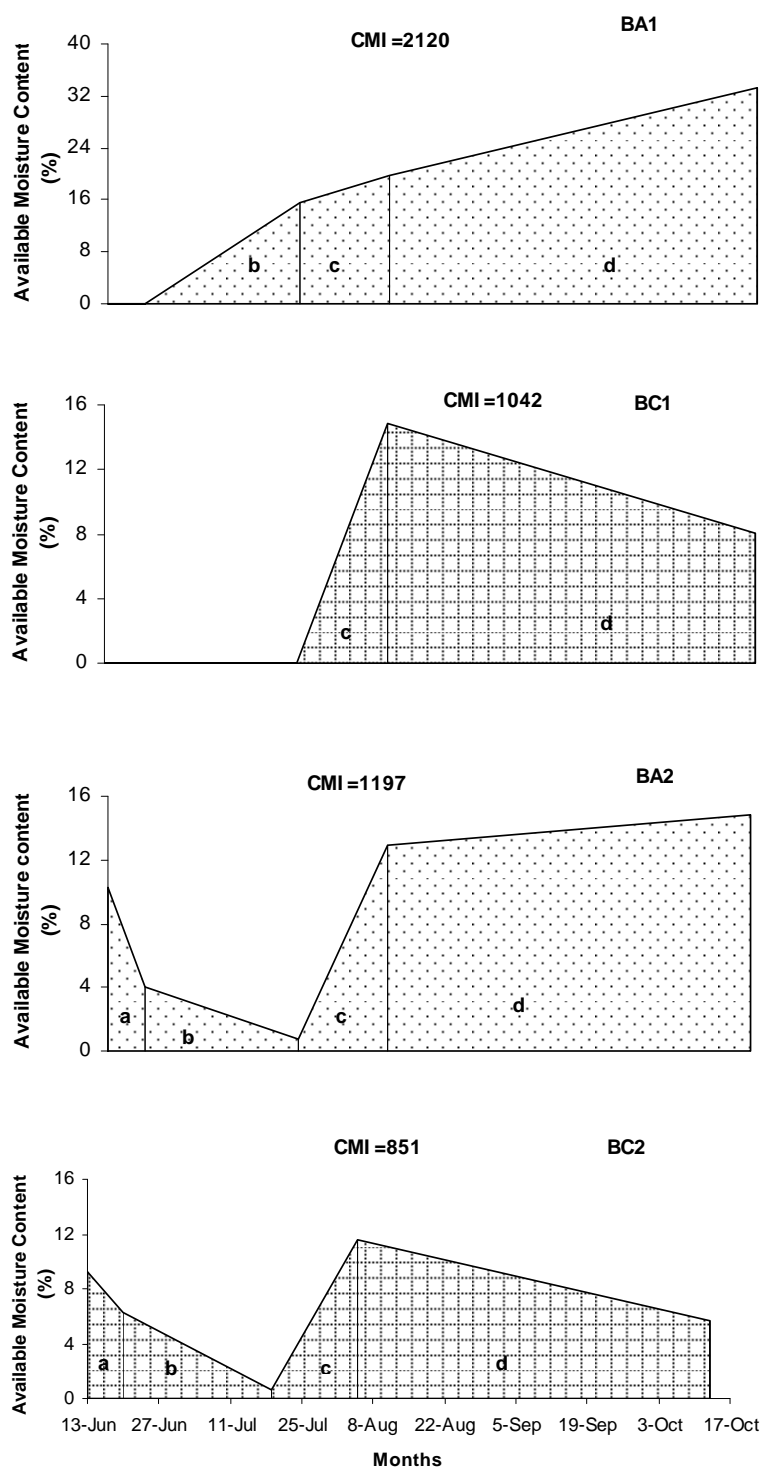 BA1
CMI =2120
Available Moisture Content
(%)
40
32
24
16
8
0
b
c
d
CMI =1042
BC1
Available Moisture Content
(%)
16
12
8
4
0
c
d
CMI =1197
BA2
Available Moisture content
(%)
16
12
8
4
0
a
b
c
d
CMI =851
BC2
Available Moisture Content
(%)
16
12
8
4
0
a
b
c
d
13-Jun 27-Jun 11-Jul 25-Jul 8-Aug 22-Aug 5-Sep 19-Sep 3-Oct 17-Oct
Months